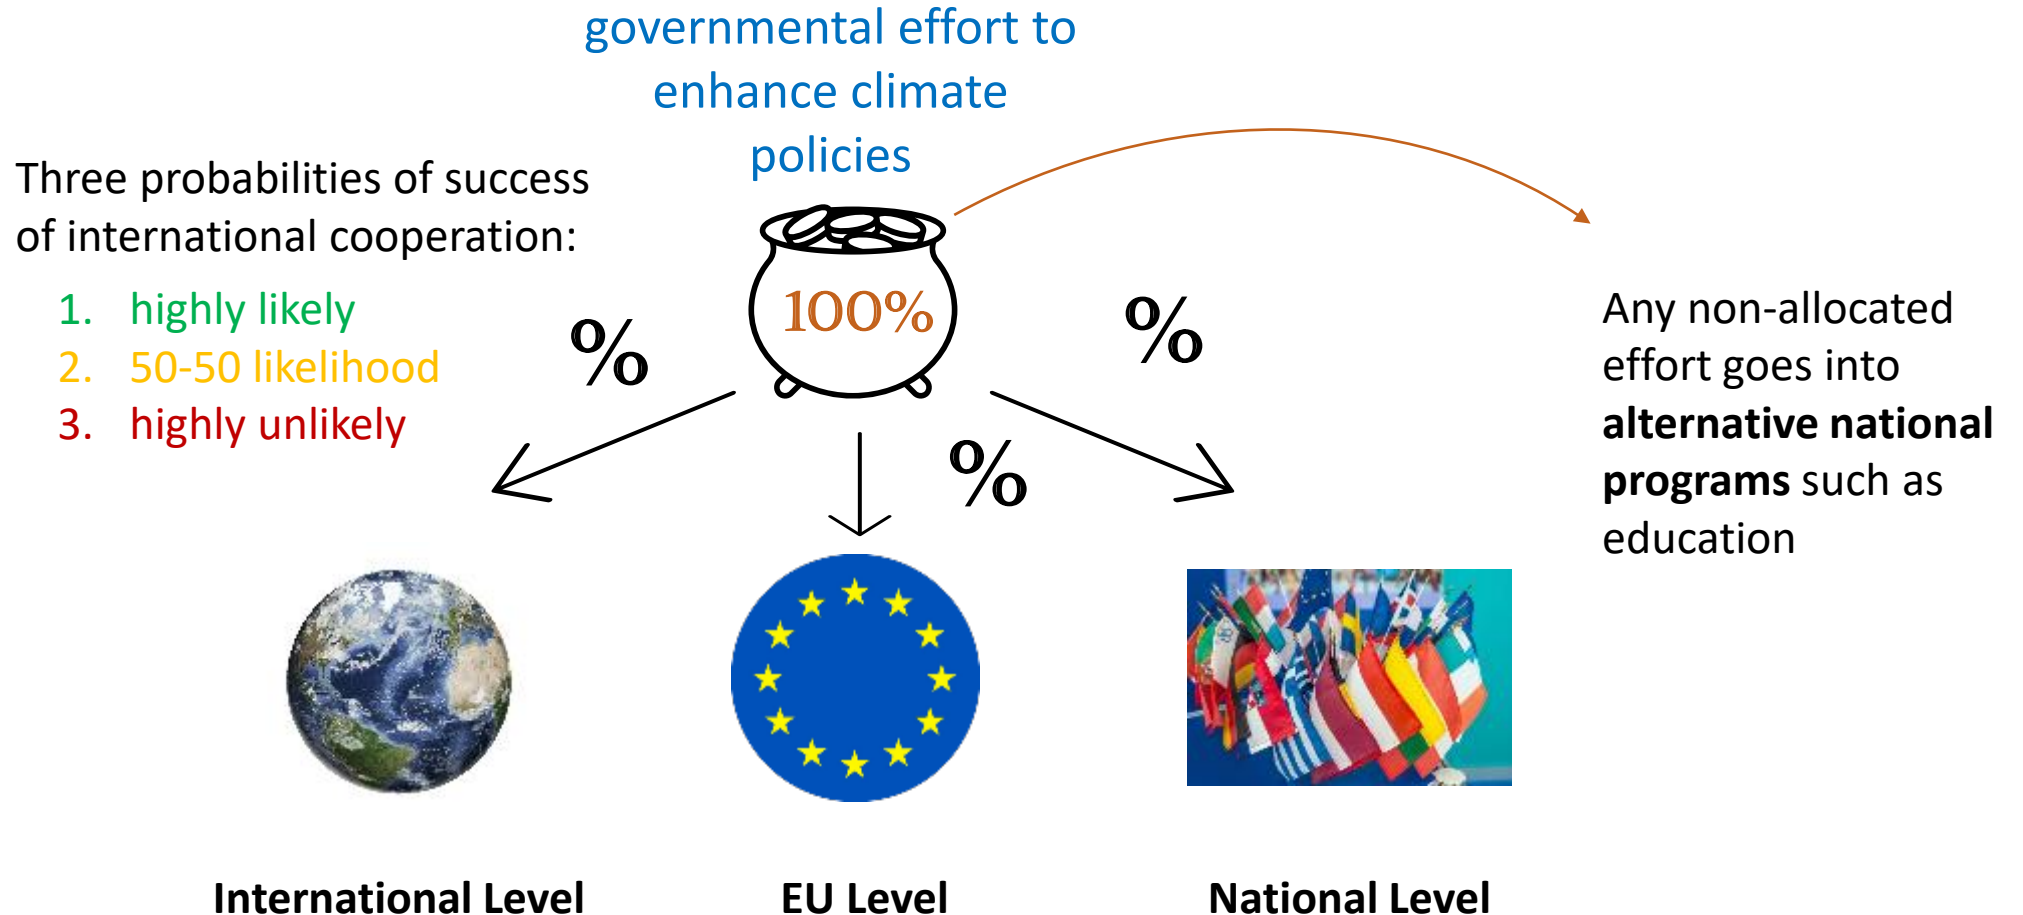 governmental effort to
enhance climate
policies
Three probabilities of success
of international cooperation:
1. highly likely
2. 50-50 likelihood
3. highly unlikely
100%
%
%
%
Any non-allocated
effort goes into
alternative national
programs such as
education
International Level
EU Level
National Level